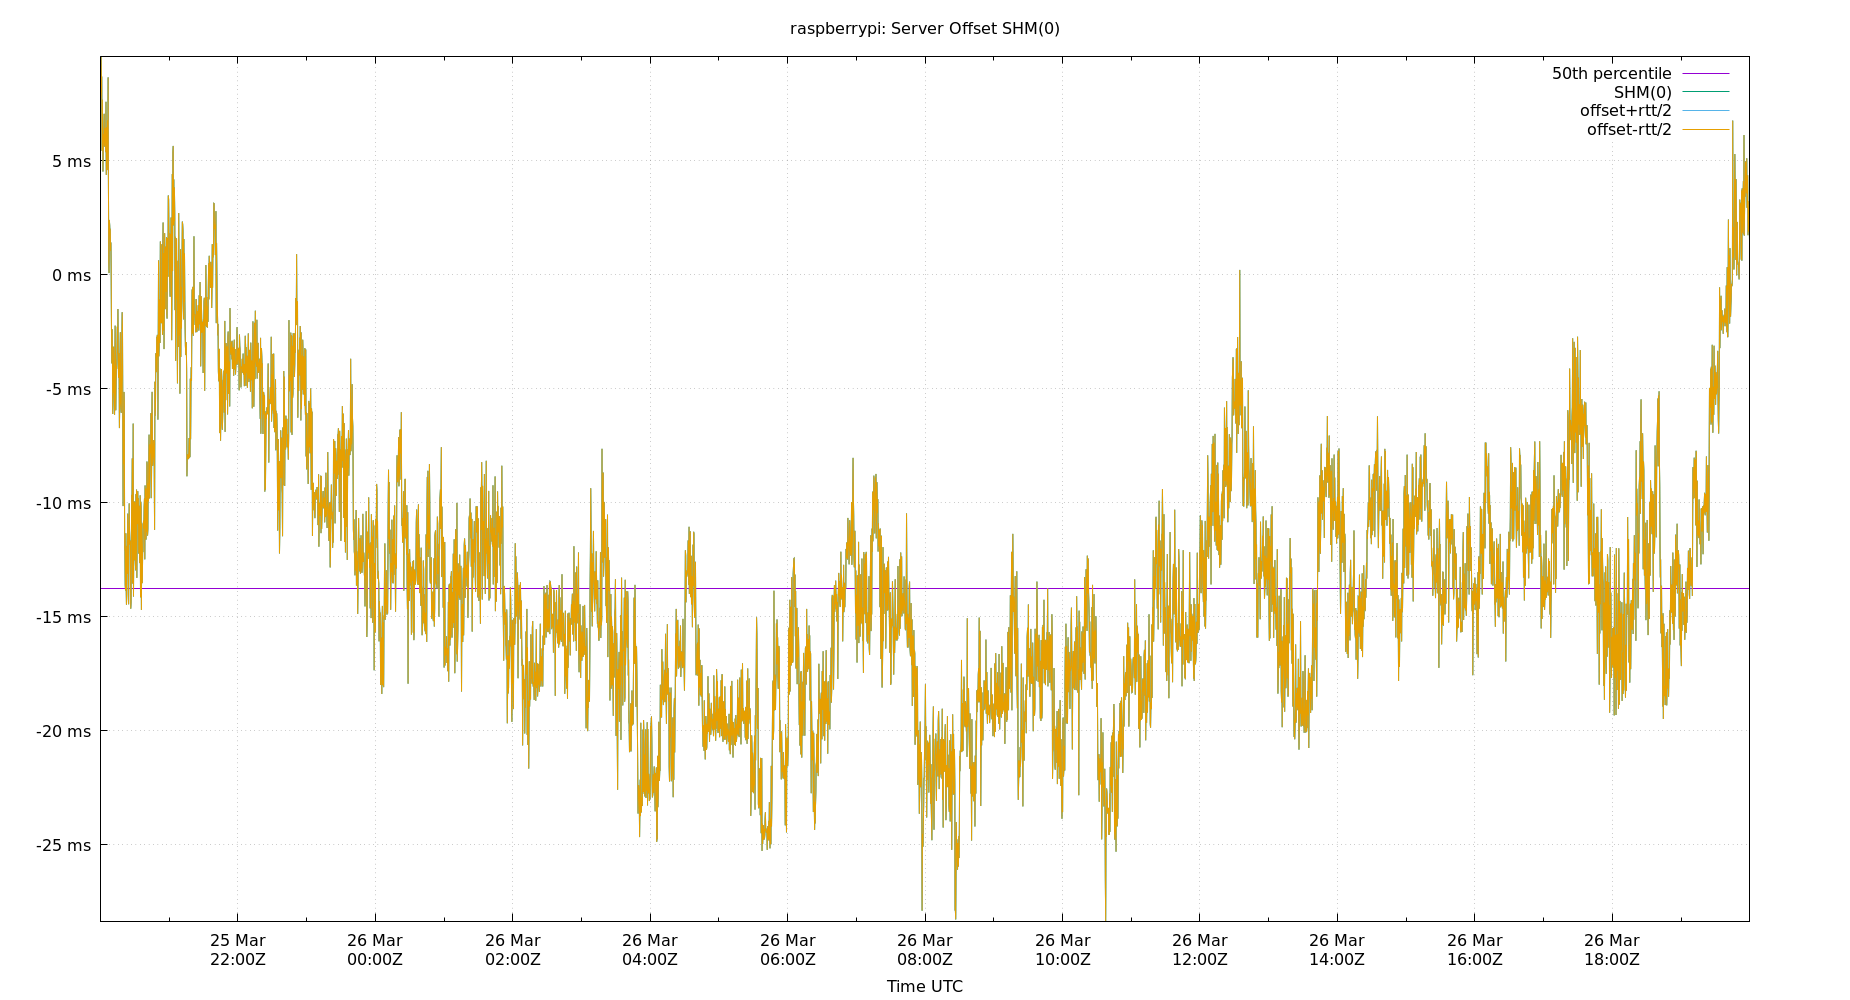 raspberrypi: Server Offset SHM(0)
50th percentile
SHM(0)
offset+rtt/2
offset-rtt/2
5 ms
0 ms
-5 ms
-10 ms
-15 ms
-20 ms
-25 ms
25 Mar 26 Mar 26 Mar 26 Mar 26 Mar 26 Mar 26 Mar 26 Mar 26 Mar 26 Mar 26 Mar
22:00Z 00:00Z 02:00Z 04:00Z 06:00Z 08:00Z 10:00Z 12:00Z 14:00Z 16:00Z 18:00Z
Time UTC